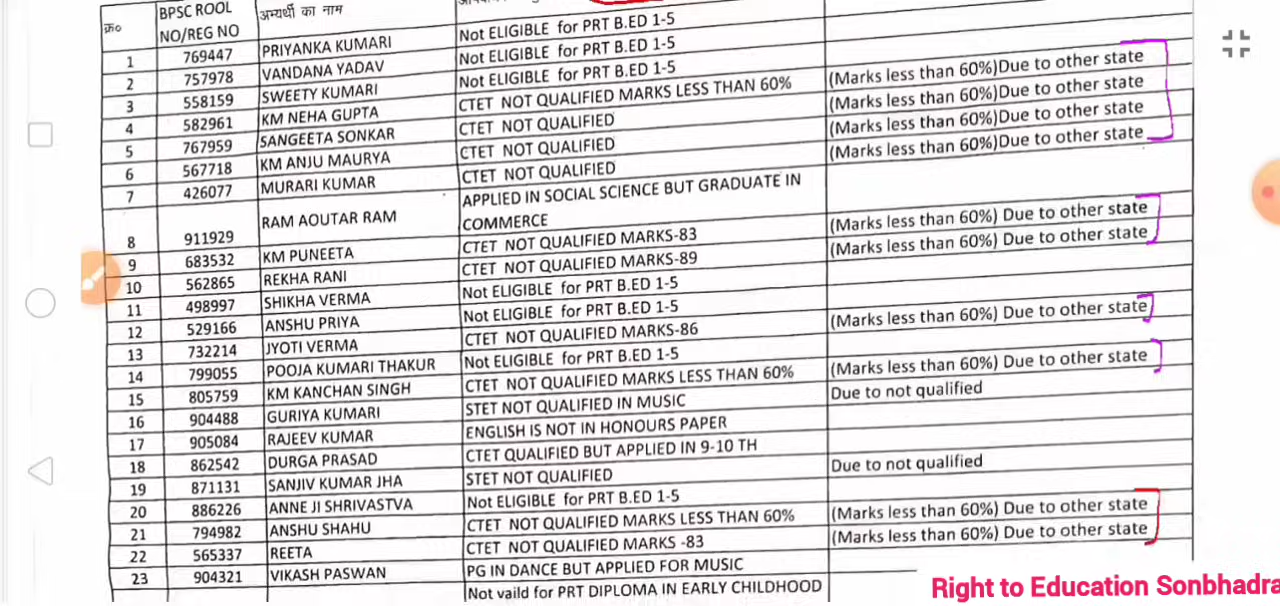 क्र० BPSC ROOL NO/REG NO अभ्यर्थी का नाम
1 769447 PRIYANKA KUMARI Not ELIGIBLE for PRT B.ED 1-5
2 757978 VANDANA YADAV Not ELIGIBLE for PRT B.ED 1-5
3 558159 SWEETY KUMARI Not ELIGIBLE for PRT B.ED 1-5
4 582961 KM NEHA GUPTA CTET NOT QUALIFIED MARKS LESS THAN 60% (Marks less than 60%)Due to other state
5 767959 SANGEETA SONKAR CTET NOT QUALIFIED (Marks less than 60%)Due to other state
6 567718 KM ANJU MAURYA CTET NOT QUALIFIED (Marks less than 60%)Due to other state
7 426077 MURARI KUMAR CTET NOT QUALIFIED (Marks less than 60%)Due to other state
8 911929 RAM AOUTAR RAM APPLIED IN SOCIAL SCIENCE BUT GRADUATE IN
COMMERCE
9 683532 KM PUNEETA CTET NOT QUALIFIED MARKS-83 (Marks less than 60%) Due to other state
10 562865 REKHA RANI CTET NOT QUALIFIED MARKS-89 (Marks less than 60%) Due to other state
11 498997 SHIKHA VERMA Not ELIGIBLE for PRT B.ED 1-5
12 529166 ANSHU PRIYA Not ELIGIBLE for PRT B.ED 1-5
13 732214 JYOTI VERMA CTET NOT QUALIFIED MARKS-86 (Marks less than 60%) Due to other state
14 799055 POOJA KUMARI THAKUR Not ELIGIBLE for PRT B.ED 1-5
15 805759 KM KANCHAN SINGH CTET NOT QUALIFIED MARKS LESS THAN 60% (Marks less than 60%) Due to other state
16 904488 GURIYA KUMARI STET NOT QUALIFIED IN MUSIC Due to not qualified
17 905084 RAJEEV KUMAR ENGLISH IS NOT IN HONOURS PAPER
18 862542 DURGA PRASAD CTET QUALIFIED BUT APPLIED IN 9-10 TH
19 871131 SANJIV KUMAR JHA STET NOT QUALIFIED Due to not qualified
20 886226 ANNE JI SHRIVASTVA Not ELIGIBLE for PRT B.ED 1-5
21 794982 ANSHU SHAHU CTET NOT QUALIFIED MARKS LESS THAN 60% (Marks less than 60%) Due to other state
22 565337 REETA CTET NOT QUALIFIED MARKS -83 (Marks less than 60%) Due to other state
23 904321 VIKASH PASWAN PG IN DANCE BUT APPLIED FOR MUSIC
Not vaild for PRT DIPLOMA IN EARLY CHILDHOOD
Right to Education Sonbhadra